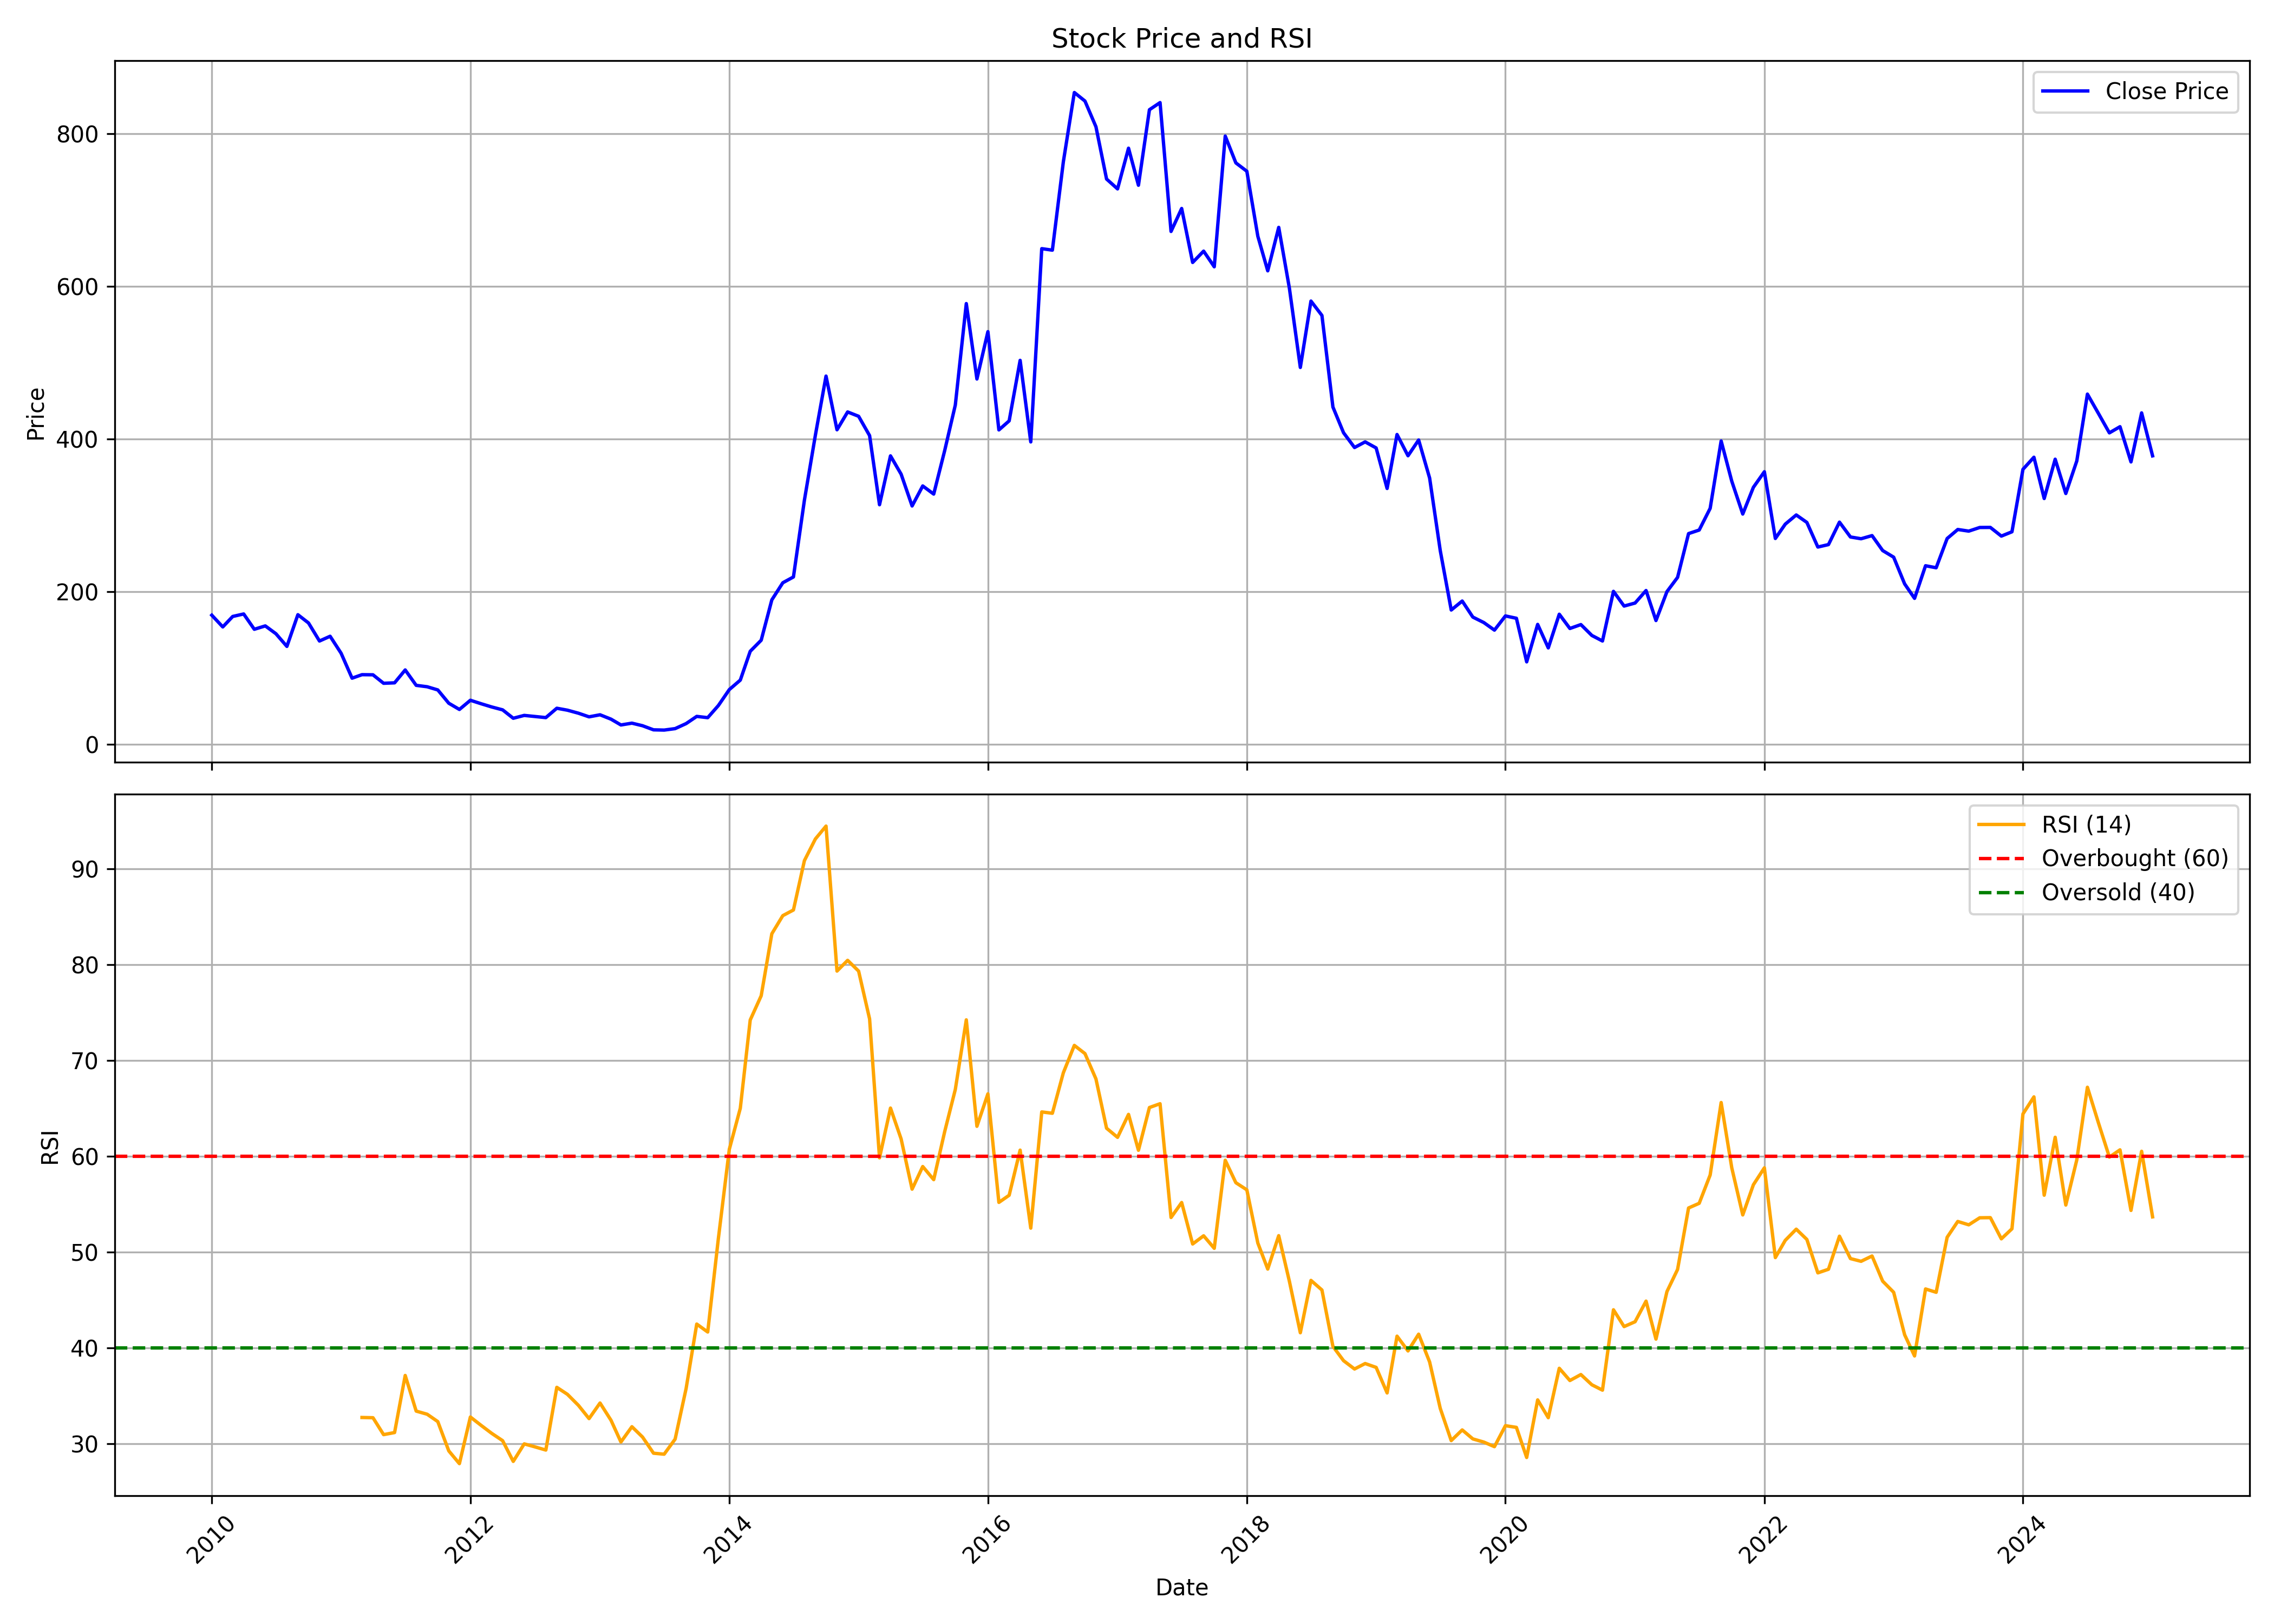 Stock Price and RSI
Close Price
800
600
400
200
0
Price
RSI (14)
Overbought (60)
Oversold (40)
90
80
70
60
50
40
30
RSI
2010
2012
2014
2016
2018
2020
2022
2024
Date